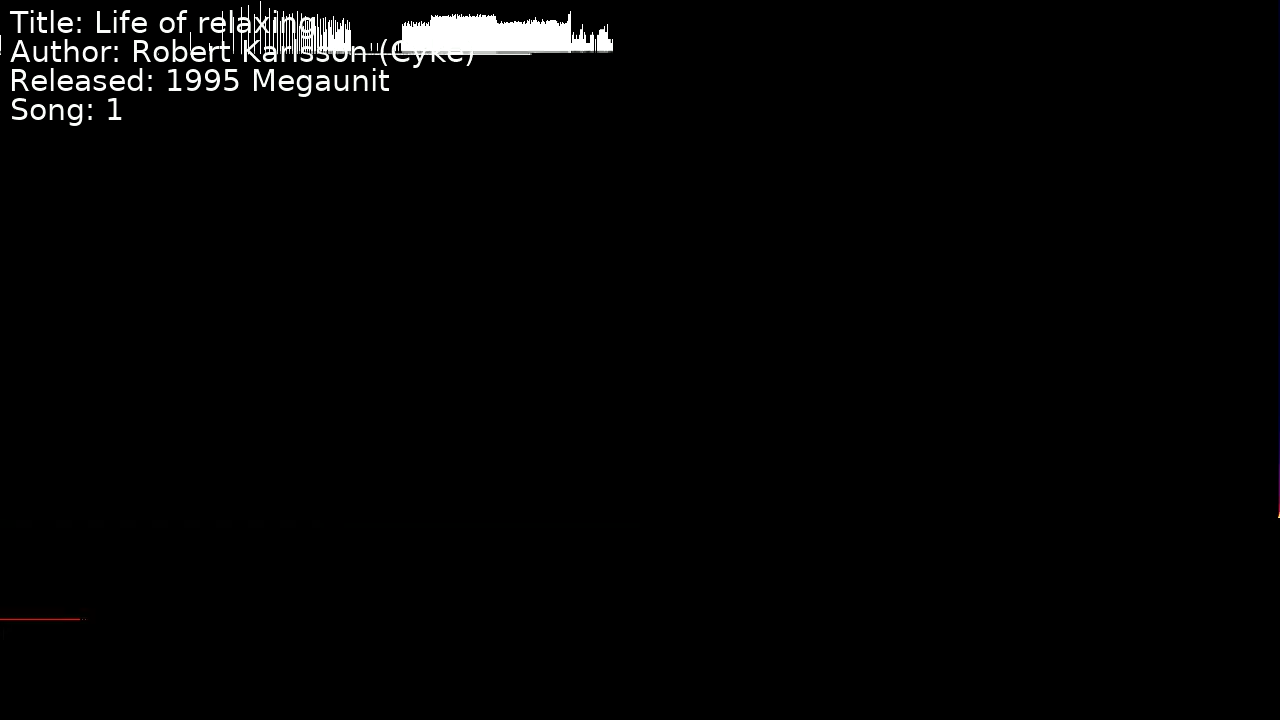 Title: Life of relaxing
Author: Robert Karlsson (Cyke)
Released: 1995 Megaunit
Song: 1